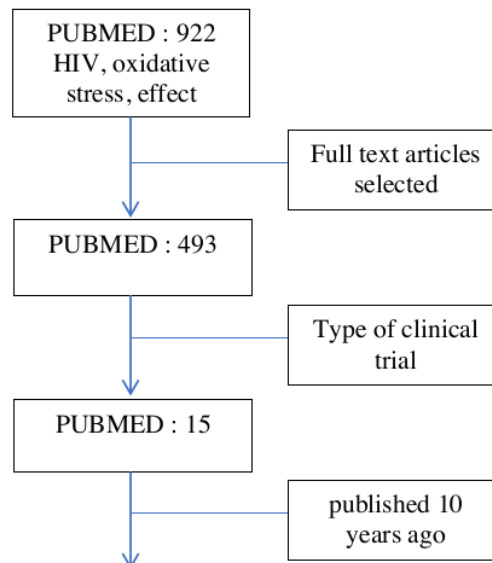 PUBMED : 922
HIV, oxidative
stress, effect
Full text articles
selected
PUBMED : 493
Type of clinical
trial
PUBMED : 15
published 10
years ago